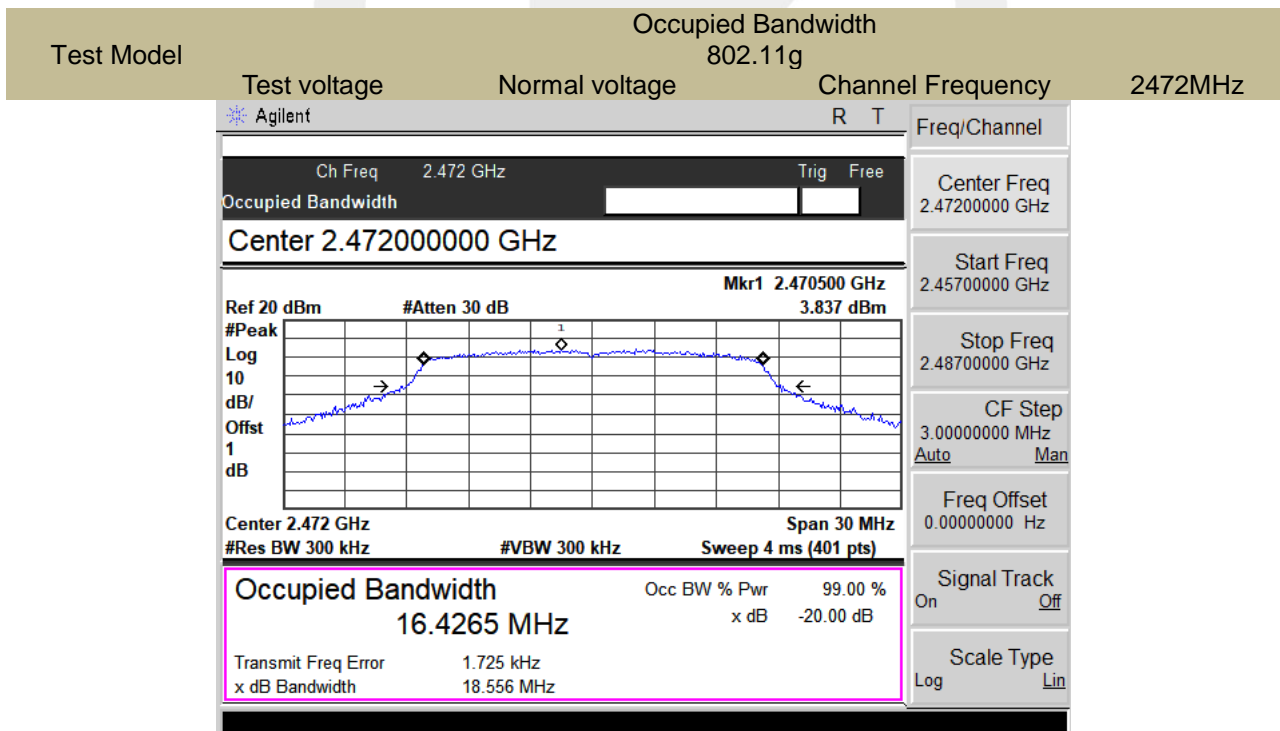 Occupied Bandwidth
Test Model 802.11g
Test voltage Normal voltage Channel Frequency 2472MHz
Agilent R T
Freq/Channel
Ch Freq 2.472 GHz Trig Free
Occupied Bandwidth
Center 2.472000000 GHz
Mkr1 2.470500 GHz
Ref 20 dBm #Atten 30 dB 3.837 dBm
#Peak
Log
10
dB/
Offst
1
dB
1
Center 2.472 GHz Span 30 MHz
#Res BW 300 kHz #VBW 300 kHz Sweep 4 ms (401 pts)
Occupied Bandwidth Occ BW % Pwr 99.00 %
16.4265 MHz x dB -20.00 dB
Transmit Freq Error 1.725 kHz
x dB Bandwidth 18.556 MHz
Center Freq
2.47200000 GHz
Start Freq
2.45700000 GHz
Stop Freq
2.48700000 GHz
CF Step
3.00000000 MHz
Auto Man
Freq Offset
0.00000000 Hz
Signal Track
On Off
Scale Type
Log Lin